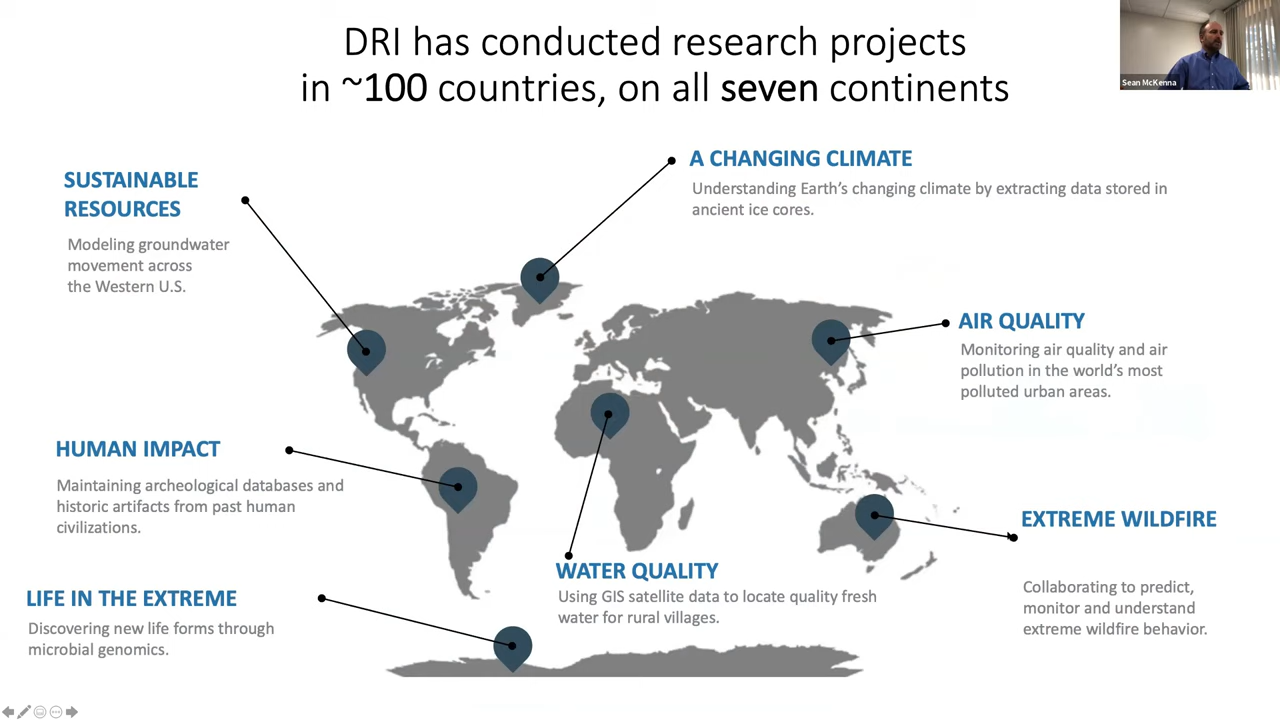 DRI has conducted research projects
in ~100 countries, on all seven continents
Sean McKenna
SUSTAINABLE
RESOURCES
Modeling groundwater
movement across
the Western U.S.
A CHANGING CLIMATE
Understanding Earth's changing climate by extracting data stored in
ancient ice cores.
AIR QUALITY
Monitoring air quality and air
pollution in the world's most
polluted urban areas.
HUMAN IMPACT
Maintaining archeological databases and
historic artifacts from past human
civilizations.
EXTREME WILDFIRE
Collaborating to predict,
monitor and understand
extreme wildfire behavior.
WATER QUALITY
Using GIS satellite data to locate quality fresh
water for rural villages.
LIFE IN THE EXTREME
Discovering new life forms through
microbial genomics.